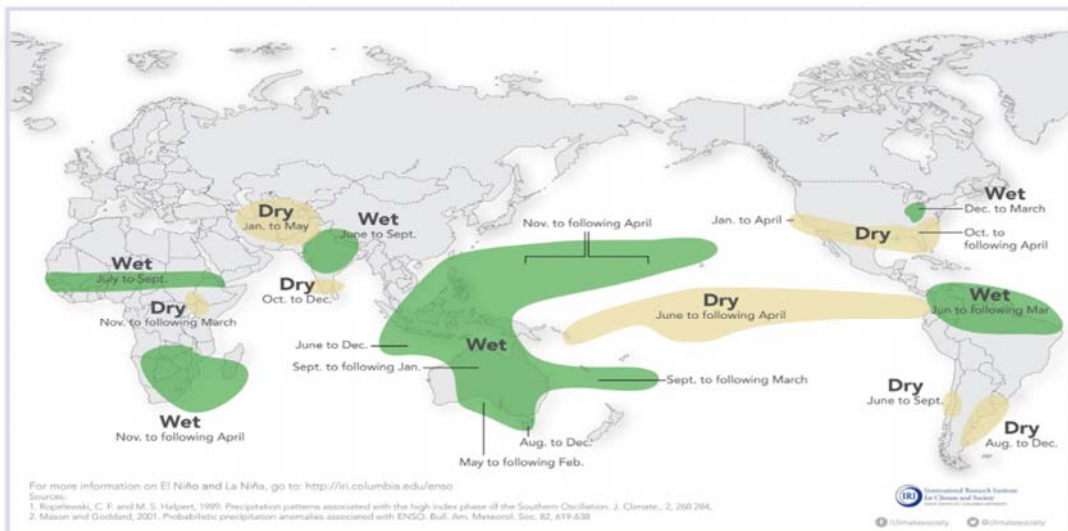 Wet
Dec. to March
Dry
Jan. to May
Wet
June to Sept.
Nov. to following April
Jan. to April
Dry
Oct. to
following April
Wet
July to Sept.
Dry
Oct. to Dec.
Dry
Nov. to following March
Dry
June to following April
Wet
Jun to following Mar
June to Dec.
Wet
Sept. to following Jan.
Sept. to following March
Dry
June to Sept.
Wet
Nov. to following April
Aug. to Dec.
May to following Feb.
Dry
Aug. to Dec.
For more information on El Niño and La Niña, go to: http://iri.columbia.edu/enso
Sources:
1. Ropelewski, C. F. and M. S. Halpert, 1989: Precipitation patterns associated with the high index phase of the Southern Oscillation. J. Climate., 2, 268 284,
2. Mason and Goddard, 2001. Probabilistic precipitation anomalies associated with ENSO. Bull. Am. Meteorol. Soc. 82, 619-638
IRI
International Research Institute
for Climate and Society
/climatesociety
@climatesociety